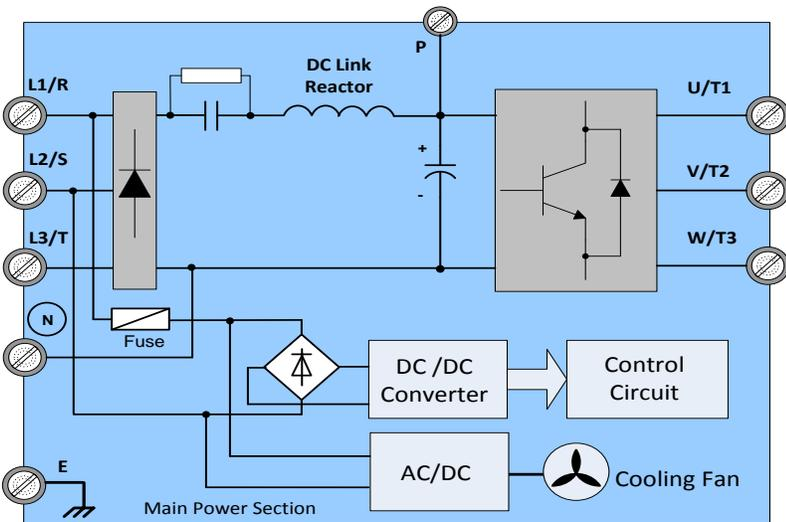 P
L1/R
DC Link
Reactor
U/T1
L2/S
+
-
V/T2
L3/T
W/T3
N
Fuse
DC /DC
Converter
Control
Circuit
E
AC/DC
Cooling Fan
Main Power Section